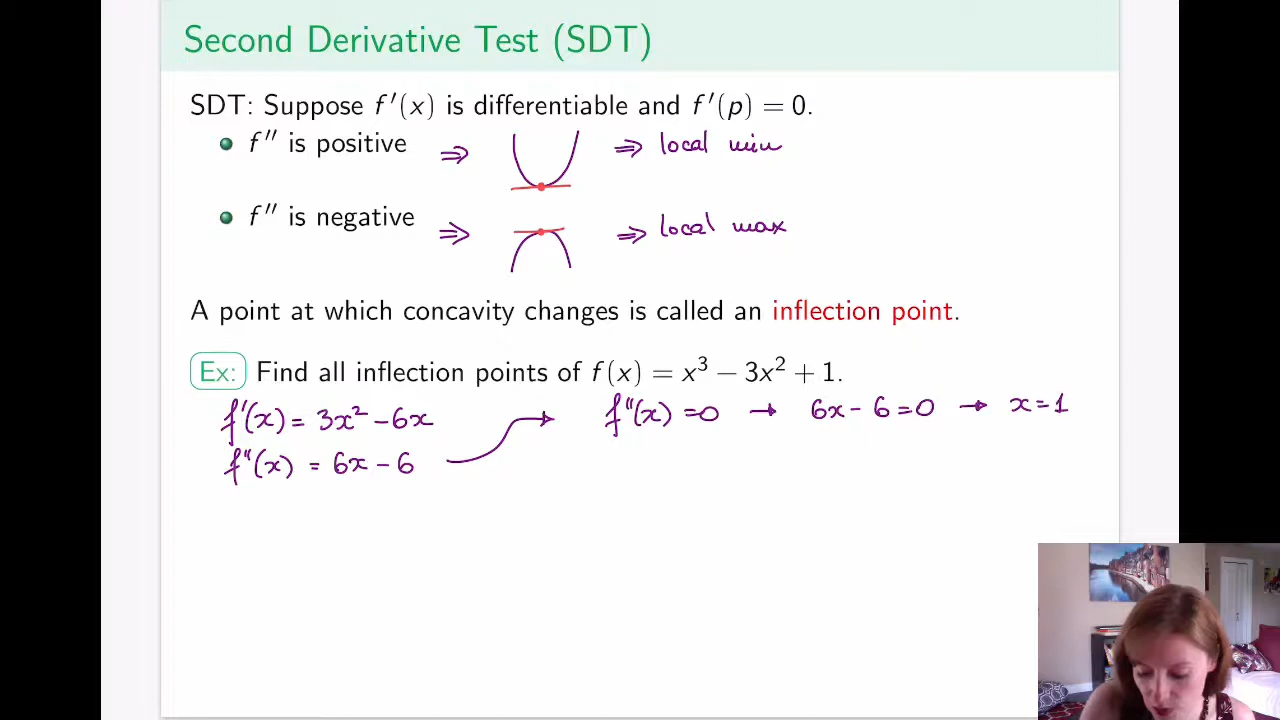 Second Derivative Test (SDT)
SDT: Suppose f′(x) is differentiable and f′(p) = 0.
f″ is positive ⇒ ⇒ local min
f″ is negative ⇒ ⇒ local max
A point at which concavity changes is called an inflection point.
Ex: Find all inflection points of f(x) = x³ − 3x² + 1.
f'(x) = 3x² − 6x
f"(x) = 0 → 6x − 6 = 0 → x = 1
f"(x) = 6x − 6